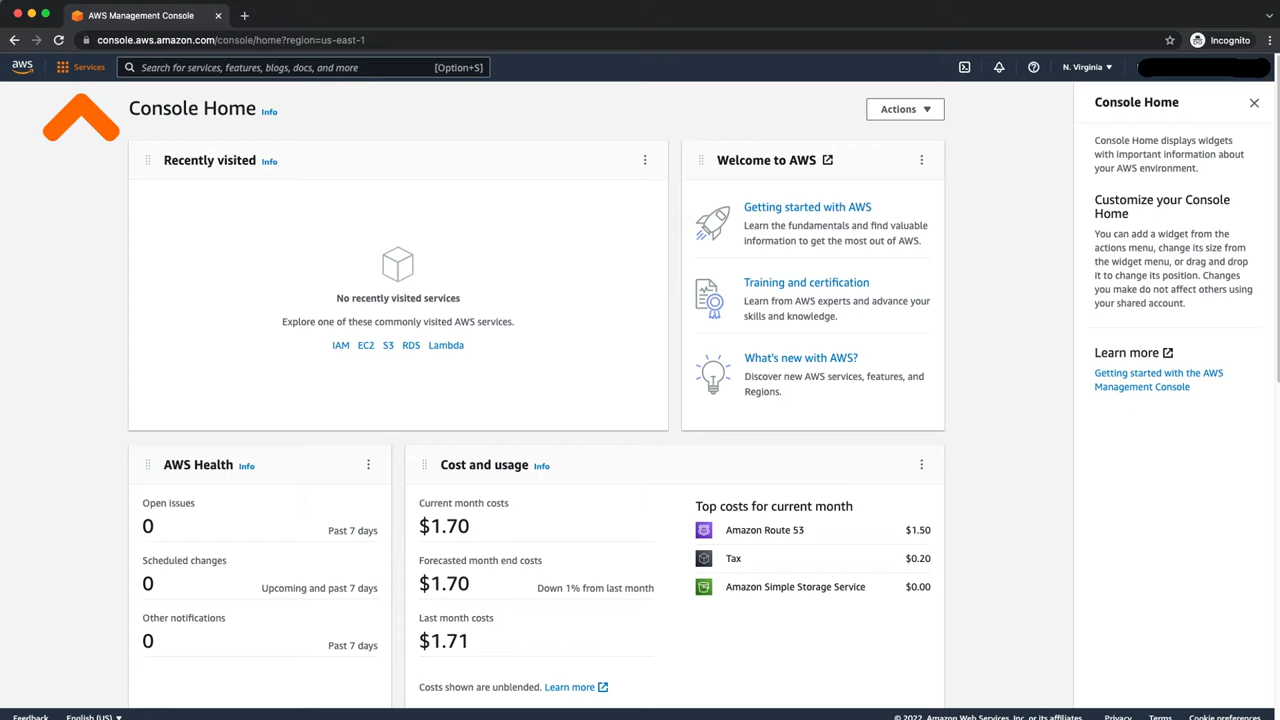 AWS Management Console
console.aws.amazon.com/console/home?region=us-east-1
Incognito
aws
Services
Search for services, features, blogs, docs, and more
[Option+S]
N. Virginia
Console Home Info
Actions
Recently visited Info
No recently visited services
Explore one of these commonly visited AWS services.
IAM EC2 S3 RDS Lambda
Welcome to AWS
Getting started with AWS
Learn the fundamentals and find valuable
information to get the most out of AWS.
Training and certification
Learn from AWS experts and advance your
skills and knowledge.
What's new with AWS?
Discover new AWS services, features, and
Regions.
AWS Health Info
Open issues
0
Past 7 days
Scheduled changes
0
Upcoming and past 7 days
Other notifications
0
Past 7 days
Cost and usage Info
Current month costs
$1.70
Forecasted month end costs
$1.70
Down 1% from last month
Last month costs
$1.71
Costs shown are unblended. Learn more
Top costs for current month
Amazon Route 53 $1.50
Tax $0.20
Amazon Simple Storage Service $0.00
Console Home
Console Home displays widgets
with important information about
your AWS environment.
Customize your Console
Home
You can add a widget from the
actions menu, change its size from
the widget menu, or drag and drop
it to change its position. Changes
you make do not affect others using
your shared account.
Learn more
Getting started with the AWS
Management Console
Feedback English (US)
© 2022, Amazon Web Services, Inc. or its affiliates. Privacy Terms Cookie preferences